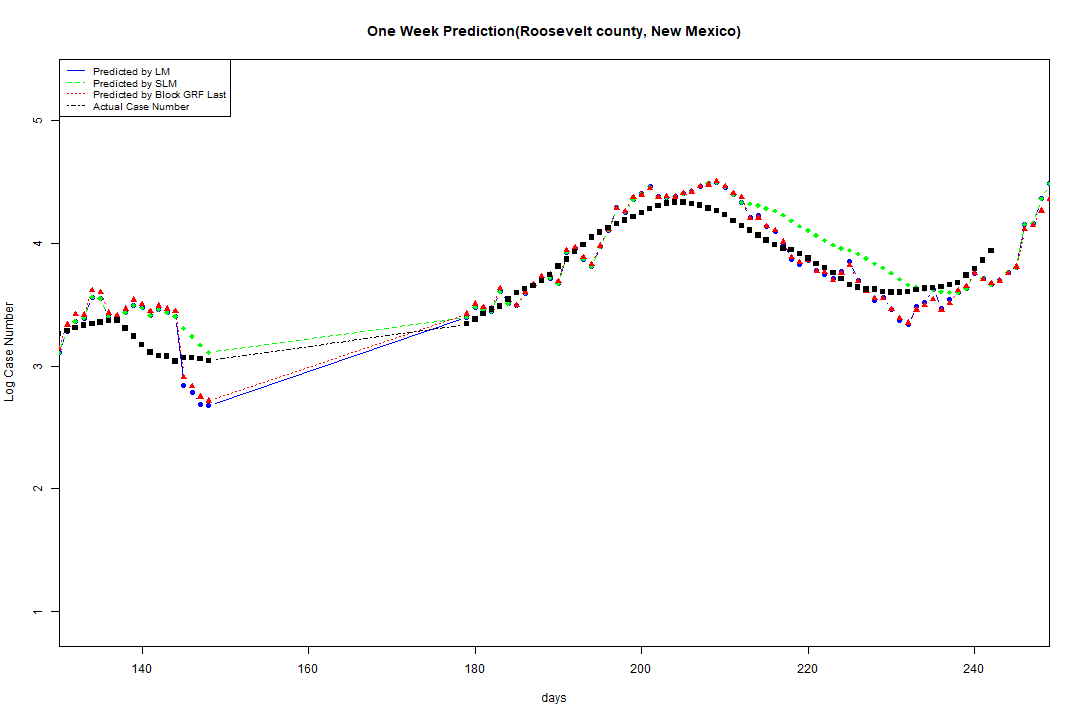 One Week Prediction(Roosevelt county, New Mexico)
Predicted by LM
Predicted by SLM
Predicted by Block GRF Last
Actual Case Number
Log Case Number
5
4
3
2
1
140 160 180 200 220 240
days